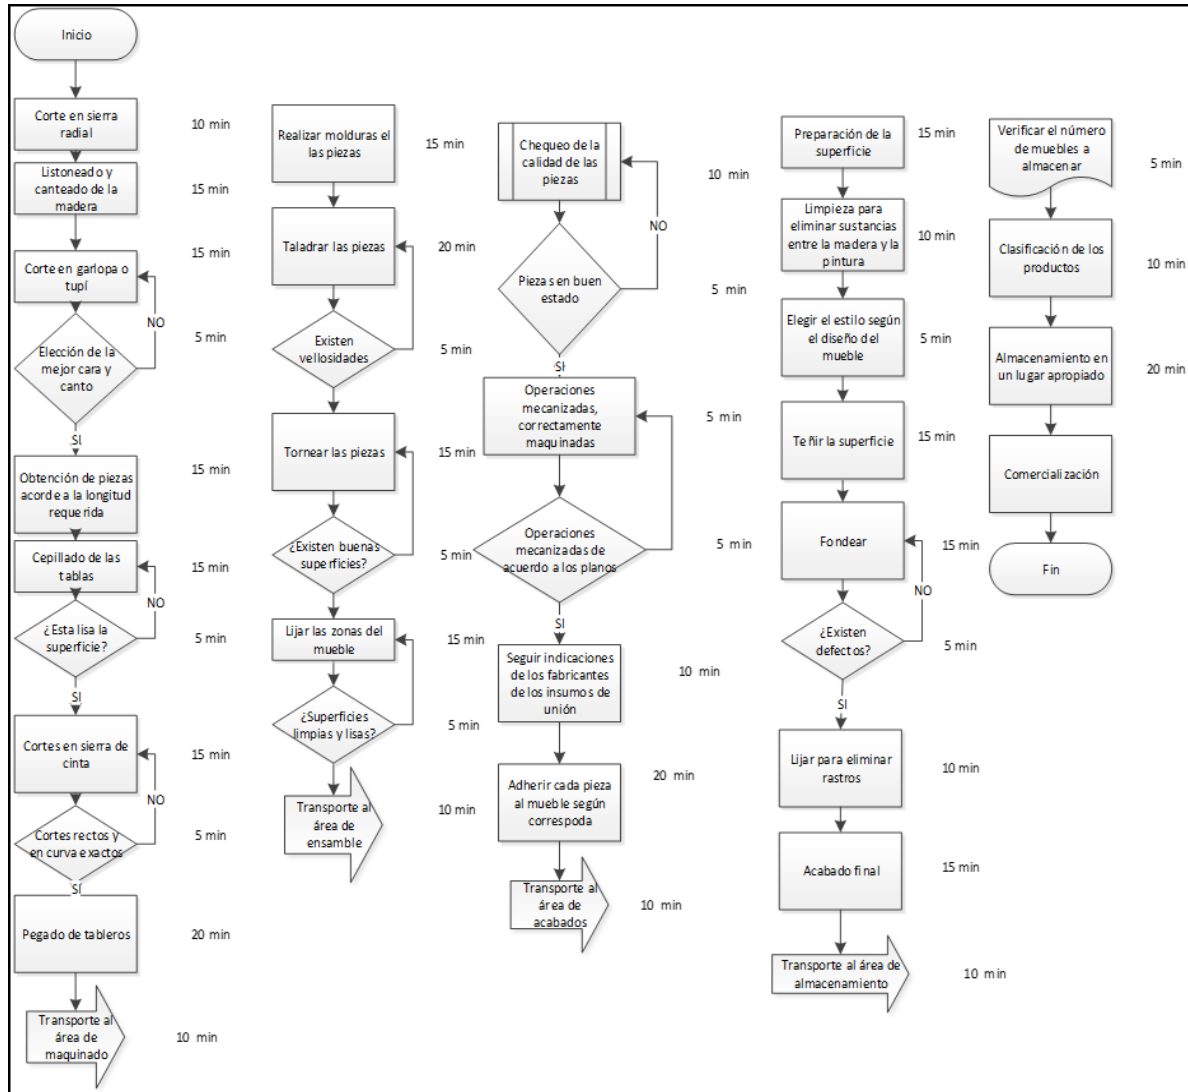 Inicio
Corte en sierra
radial
10 min
Listoneado y
canteado de la
madera
15 min
Corte en garlopa o
tupí
15 min
NO
Elección de la
mejor cara y
canto
5 min
SI
Obtención de piezas
acorde a la longitud
requerida
15 min
Cepillado de las
tablas
15 min
NO
¿Esta lisa la
superficie?
5 min
SI
Cortes en sierra de
cinta
15 min
NO
Cortes rectos y
en curva exactos
5 min
SI
Pegado de tableros
20 min
Transporte al
área de
maquinado
10 min
Realizar molduras el
las piezas
15 min
Taladrar las piezas
20 min
Existen
vellosidades
5 min
Tornear las piezas
15 min
¿Existen buenas
superficies?
5 min
Lijar las zonas del
mueble
15 min
¿Superficies
limpias y lisas?
5 min
Transporte al
área de
ensamble
10 min
Chequeo de la
calidad de las
piezas
10 min
NO
Piezas en buen
estado
5 min
SI
Operaciones
mecanizadas,
correctamente
maquinadas
5 min
Operaciones
mecanizadas de
acuerdo a los planos
5 min
SI
Seguir indicaciones
de los fabricantes
de los insumos de
unión
10 min
Adherir cada pieza
al mueble según
correspoda
20 min
Transporte al
área de
acabados
10 min
Preparación de la
superficie
15 min
Limpieza para
eliminar sustancias
entre la madera y la
pintura
10 min
Elegir el estilo según
el diseño del
mueble
5 min
Teñir la superficie
15 min
Fondear
15 min
NO
¿Existen
defectos?
5 min
SI
Lijar para eliminar
rastros
10 min
Acabado final
15 min
Transporte al área de
almacenamiento
10 min
Verificar el número
de muebles a
almacenar
5 min
Clasificación de los
productos
10 min
Almacenamiento en
un lugar apropiado
20 min
Comercialización
Fin